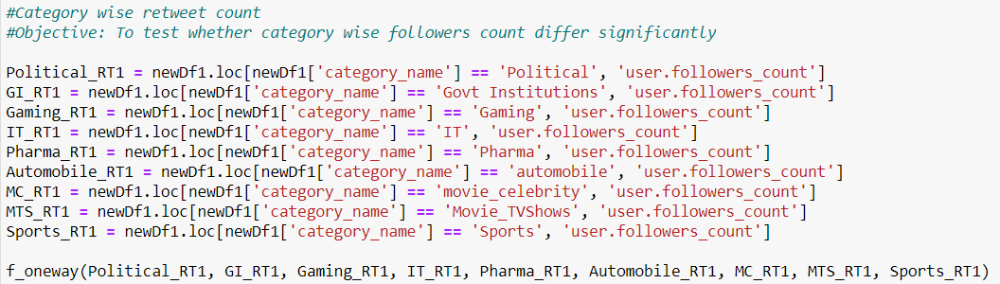 #Category wise retweet count
#Objective: To test whether category wise followers count differ significantly
Political_RT1 = newDf1.loc[newDf1['category_name'] == 'Political', 'user.followers_count']
GI_RT1 = newDf1.loc[newDf1['category_name'] == 'Govt Institutions', 'user.followers_count']
Gaming_RT1 = newDf1.loc[newDf1['category_name'] == 'Gaming', 'user.followers_count']
IT_RT1 = newDf1.loc[newDf1['category_name'] == 'IT', 'user.followers_count']
Pharma_RT1 = newDf1.loc[newDf1['category_name'] == 'Pharma', 'user.followers_count']
Automobile_RT1 = newDf1.loc[newDf1['category_name'] == 'automobile', 'user.followers_count']
MC_RT1 = newDf1.loc[newDf1['category_name'] == 'movie_celebrity', 'user.followers_count']
MTS_RT1 = newDf1.loc[newDf1['category_name'] == 'Movie_TVShows', 'user.followers_count']
Sports_RT1 = newDf1.loc[newDf1['category_name'] == 'Sports', 'user.followers_count']
f_oneway(Political_RT1, GI_RT1, Gaming_RT1, IT_RT1, Pharma_RT1, Automobile_RT1, MC_RT1, MTS_RT1, Sports_RT1)